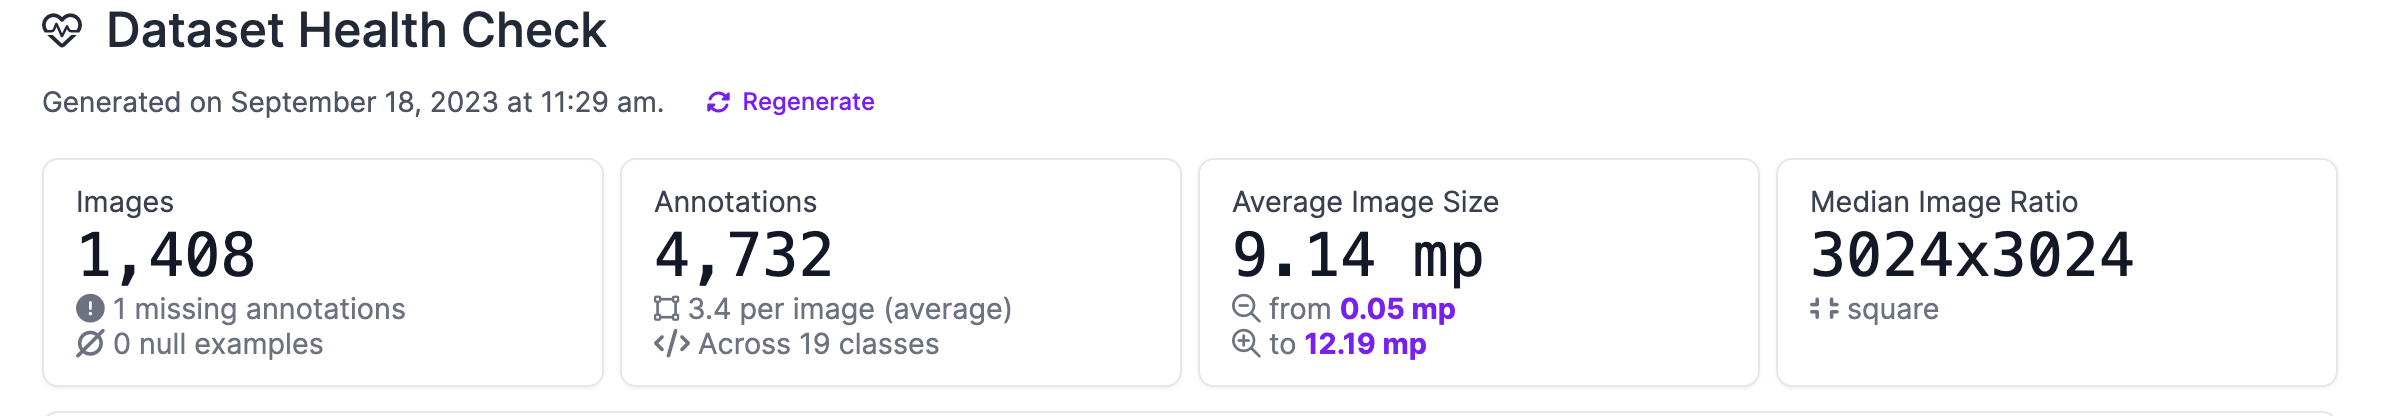 Dataset Health Check
Generated on September 18, 2023 at 11:29 am.
Regenerate
Images
1,408
1 missing annotations
0 null examples
Annotations
4,732
3.4 per image (average)
Across 19 classes
Average Image Size
9.14 mp
from 0.05 mp
to 12.19 mp
Median Image Ratio
3024x3024
square